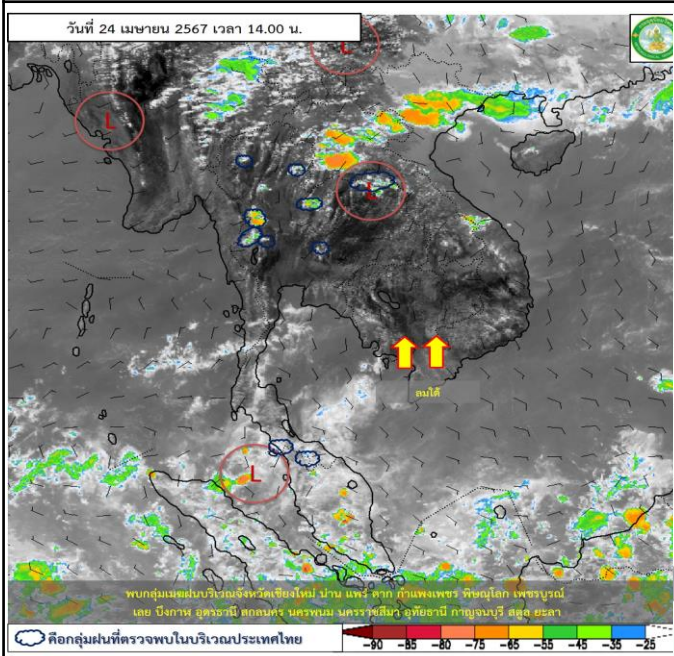 วันที่ 24 เมษายน 2567 เวลา 14.00 น.
L
L
L
ลมใต้
L
พบกลุ่มเมฆฝนบริเวณจังหวัดเชียงใหม่ น่าน แพร่ ตาก กำแพงเพชร พิษณุโลก เพชรบูรณ์
เลย บึงกาฬ อุดรธานี สกลนคร นครพนม นครราชสีมา อุทัยธานี กาญจนบุรี สตูล ยะลา
คือกลุ่มฝนที่ตรวจพบในบริเวณประเทศไทย
-90 -85 -75 -65 -55 -45 -35 -25